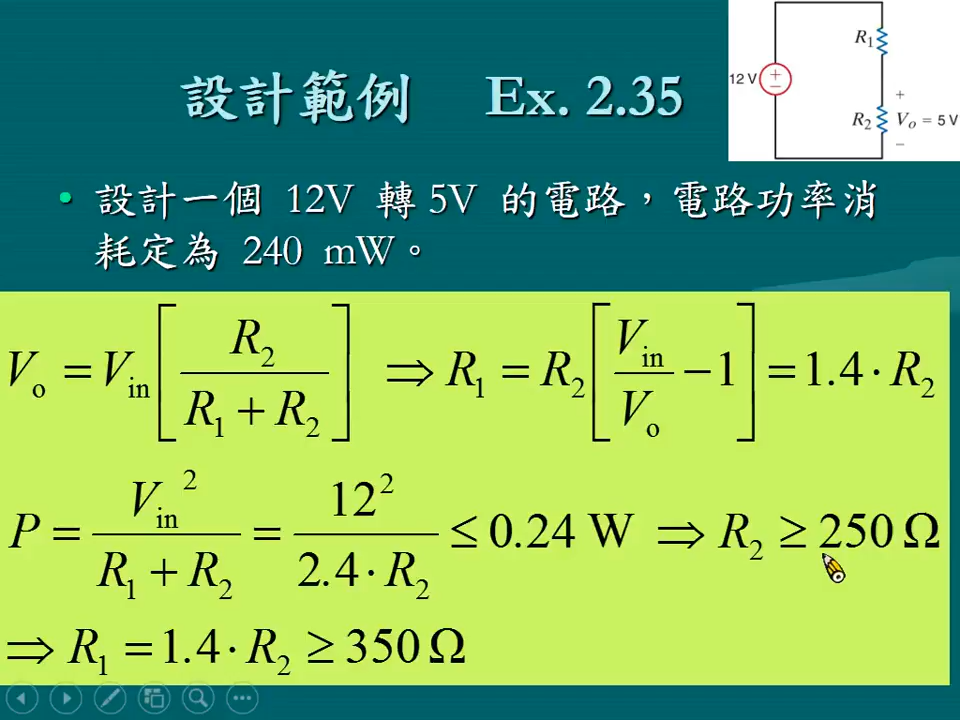 設計範例 Ex. 2.35
12 V
R1
R2
+
Vo = 5 V
−
• 設計一個 12V 轉 5V 的電路，電路功率消
耗定為 240 mW。
Vo = Vin [ R2 / (R1 + R2) ] ⇒ R1 = R2 [ Vin / Vo − 1 ] = 1.4 · R2
P = Vin² / (R1 + R2) = 12² / (2.4 · R2) ≤ 0.24 W ⇒ R2 ≥ 250 Ω
⇒ R1 = 1.4 · R2 ≥ 350 Ω